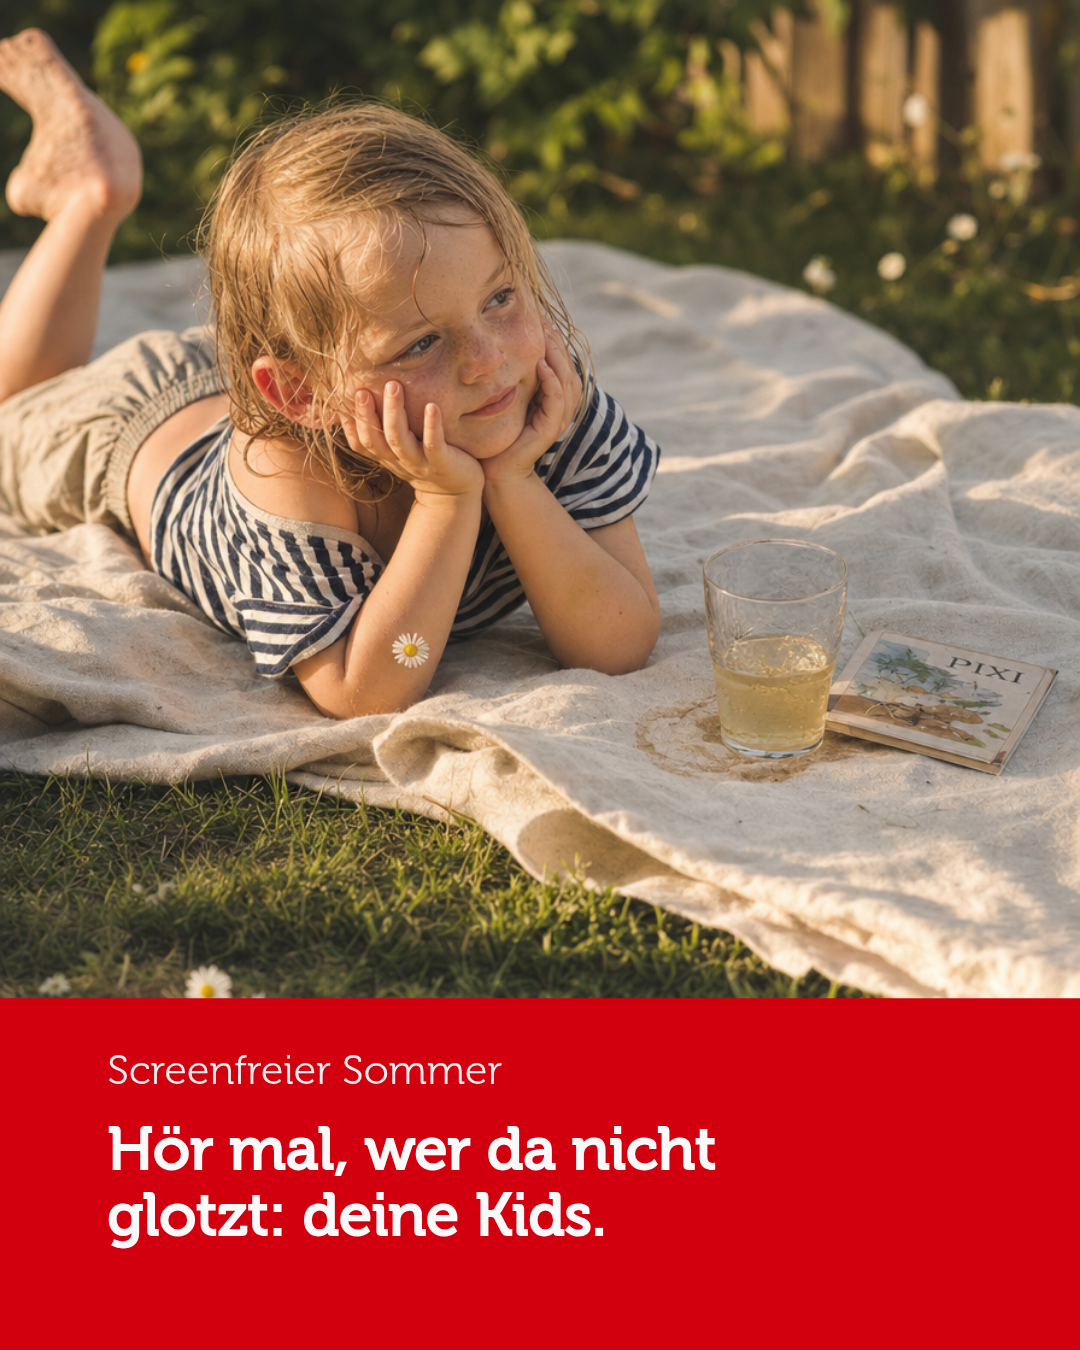 PIXI
Screenfreier Sommer
Hör mal, wer da nicht
glotzt: deine Kids.